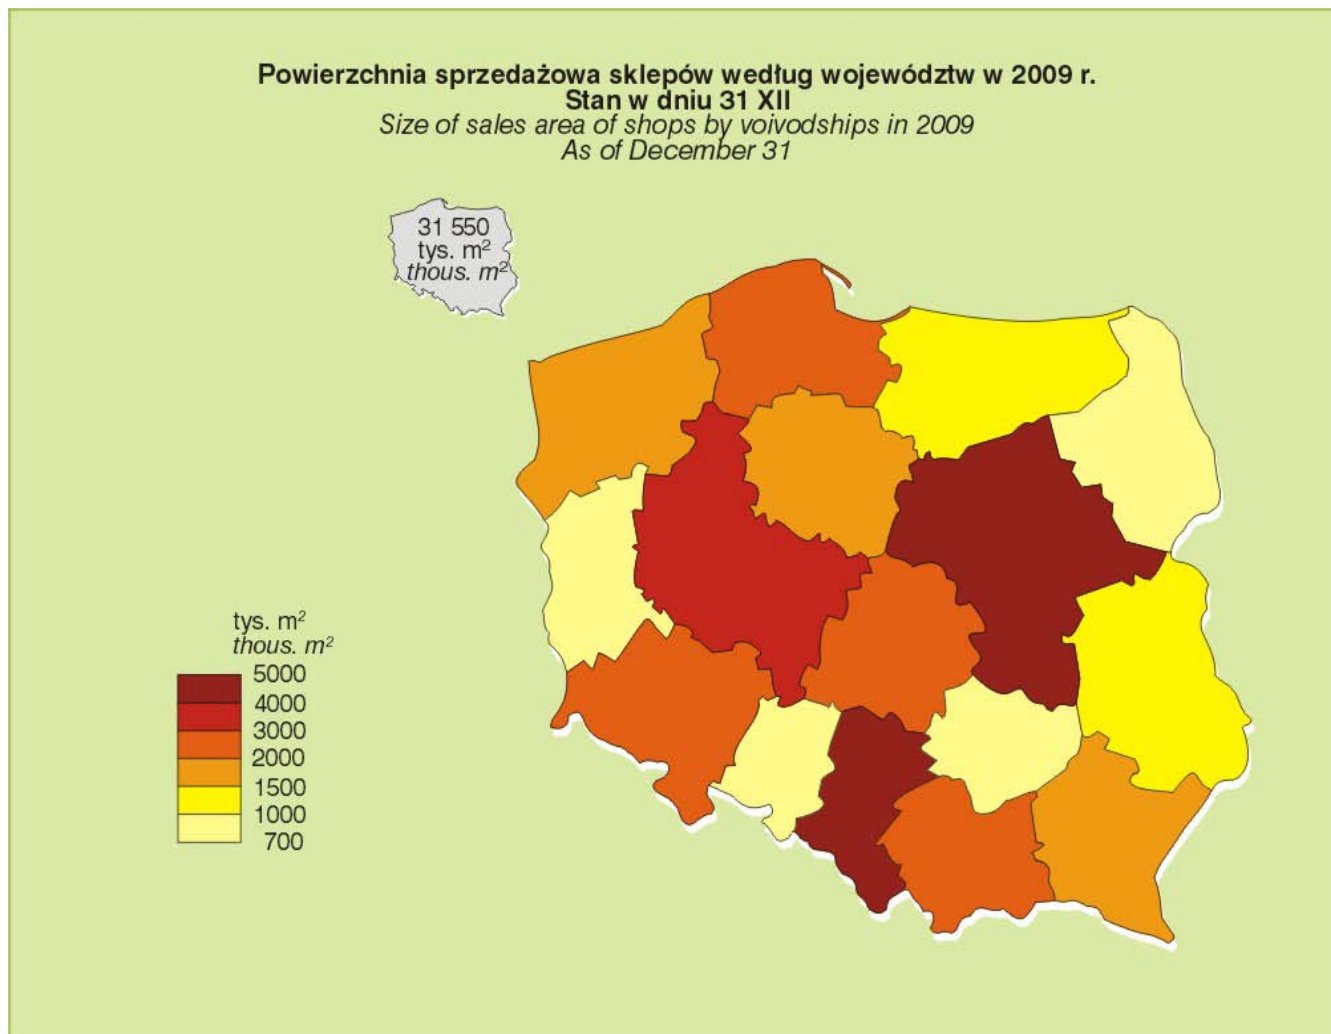 Powierzchnia sprzedażowa sklepów według województw w 2009 r.
Stan w dniu 31 XII
Size of sales area of shops by voivodships in 2009
As of December 31
31 550
tys. m²
thous. m²
tys. m²
thous. m²
5000
4000
3000
2000
1500
1000
700